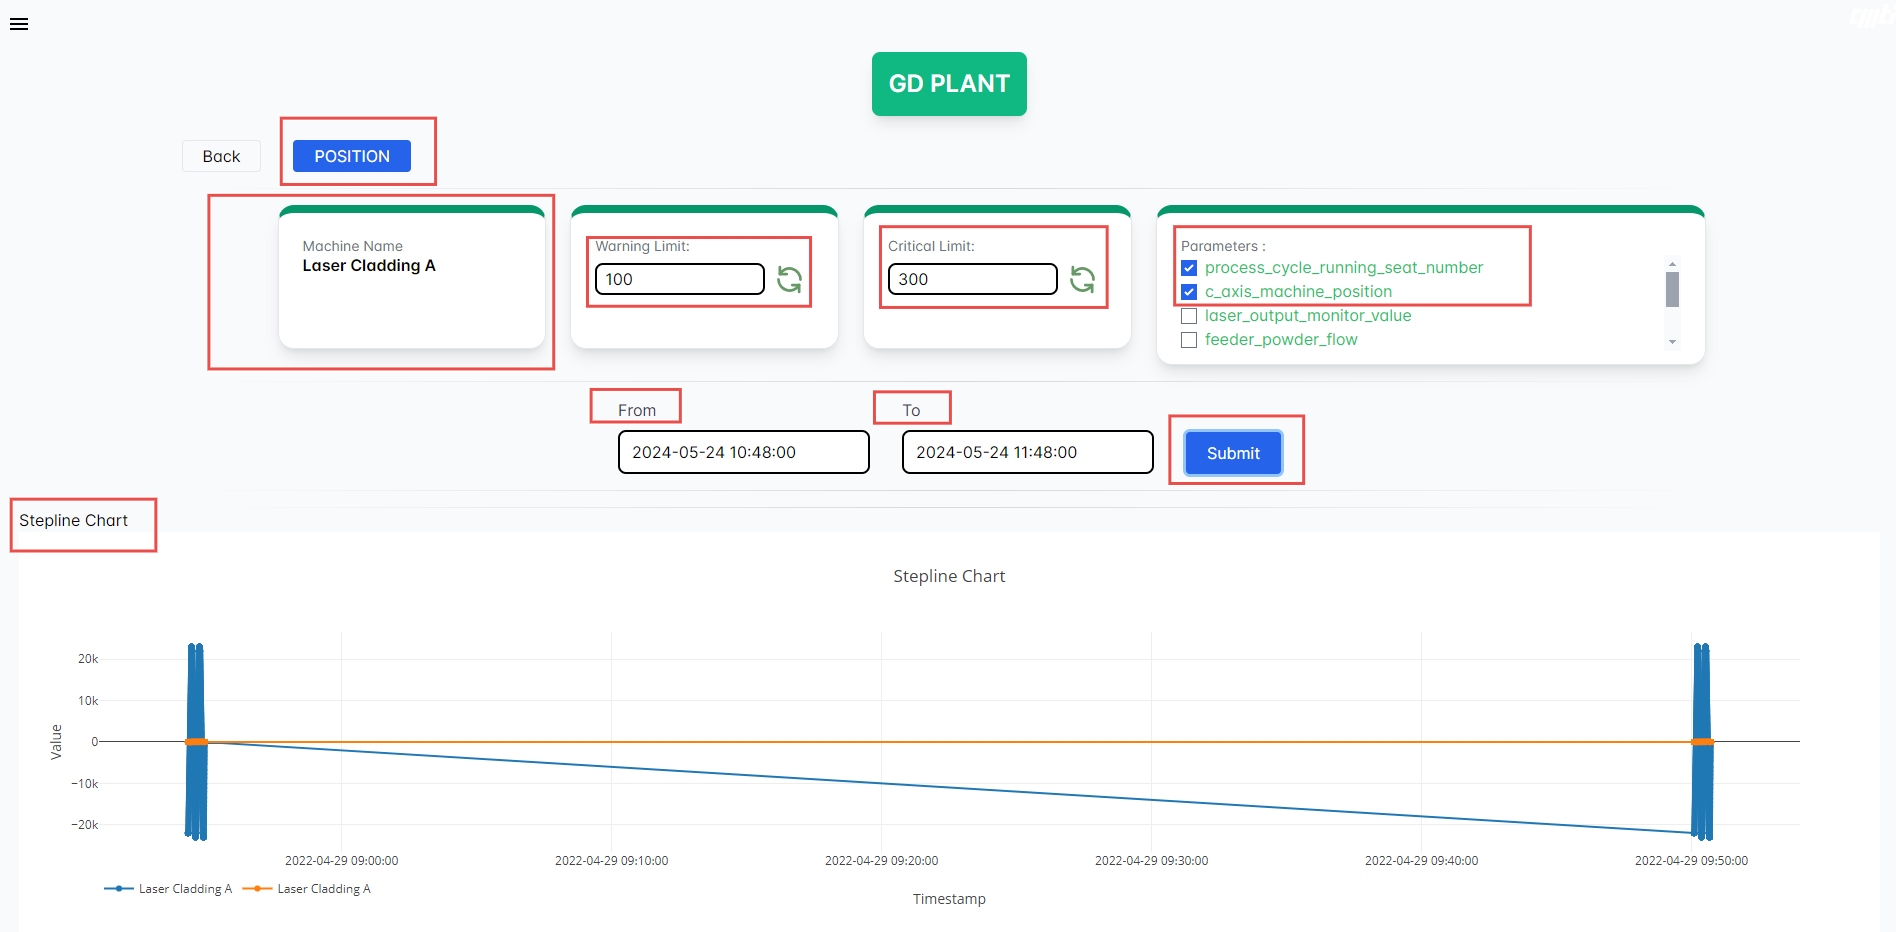 GD PLANT
Back
POSITION
Machine Name
Laser Cladding A
Warning Limit:
100
Critical Limit:
300
Parameters :
process_cycle_running_seat_number
c_axis_machine_position
laser_output_monitor_value
feeder_powder_flow
From
To
2024-05-24 10:48:00
2024-05-24 11:48:00
Submit
Stepline Chart
Stepline Chart
Value
20k
10k
0
−10k
−20k
2022-04-29 09:00:00
2022-04-29 09:10:00
2022-04-29 09:20:00
2022-04-29 09:30:00
2022-04-29 09:40:00
2022-04-29 09:50:00
Laser Cladding A
Laser Cladding A
Timestamp